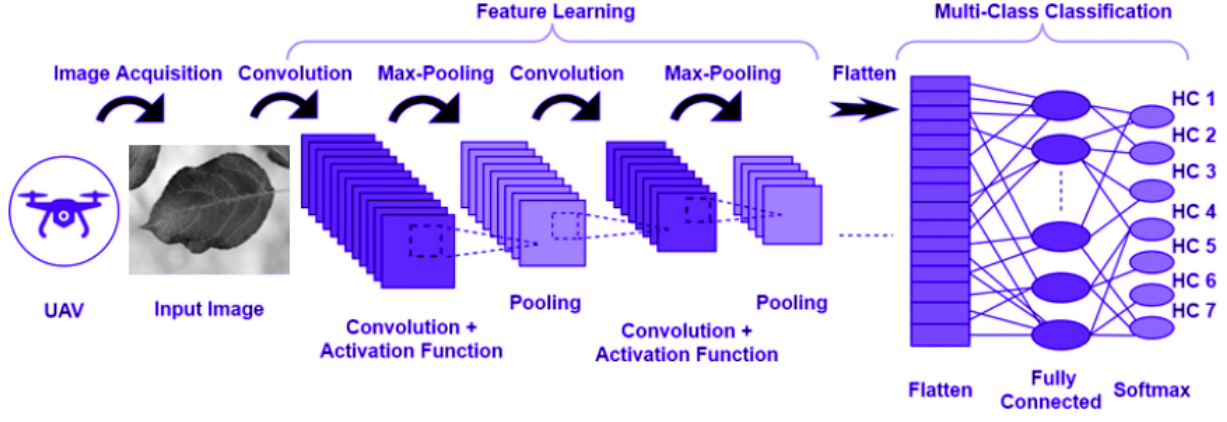 Feature Learning
Multi-Class Classification
Image Acquisition
Convolution
Max-Pooling
Convolution
Max-Pooling
Flatten
HC 1
HC 2
HC 3
HC 4
HC 5
HC 6
HC 7
UAV
Input Image
Convolution +
Activation Function
Pooling
Convolution +
Activation Function
Pooling
Flatten
Fully
Connected
Softmax